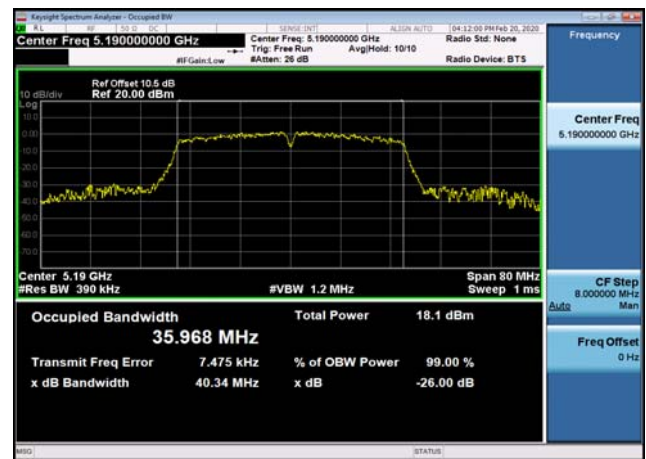 Keysight Spectrum Analyzer - Occupied BW
RL RF 50 Ω DC SENSE:INT ALIGN AUTO 04:12:00 PM Feb 20, 2020
Center Freq 5.190000000 GHz
Center Freq: 5.190000000 GHz
Radio Std: None
Trig: Free Run Avg|Hold: 10/10
#IFGain:Low #Atten: 26 dB Radio Device: BTS
Frequency
Ref Offset 10.5 dB
10 dB/div Ref 20.00 dBm
Log
10.0
0.00
10.0
20.0
30.0
40.0
50.0
60.0
70.0
Center Freq
5.190000000 GHz
Center 5.19 GHz Span 80 MHz
#Res BW 390 kHz #VBW 1.2 MHz Sweep 1 ms
CF Step
8.000000 MHz
Auto Man
Occupied Bandwidth Total Power 18.1 dBm
35.968 MHz
Transmit Freq Error 7.475 kHz % of OBW Power 99.00 %
x dB Bandwidth 40.34 MHz x dB -26.00 dB
Freq Offset
0 Hz
MSG STATUS